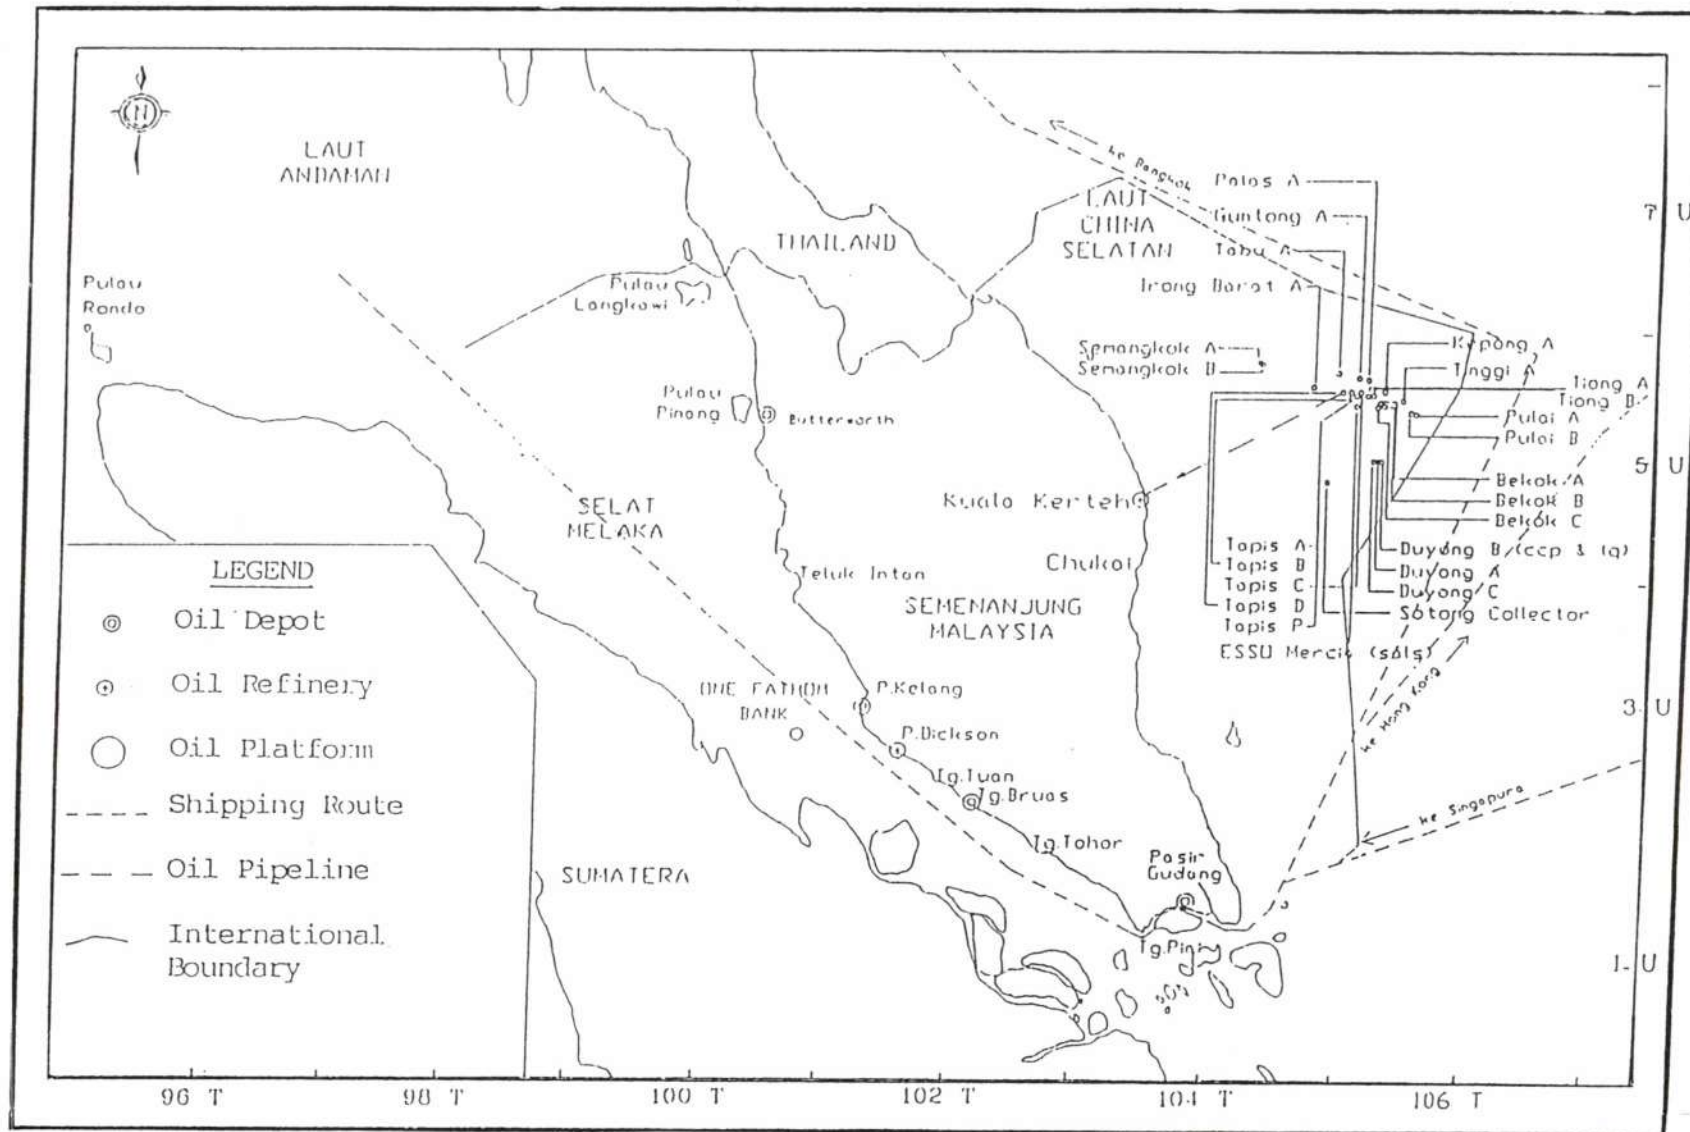 N
LAUT
ANDAMAN
THAILAND
LAUT
CHINA
SELATAN
ke Bangkok
Palas A
Guntong A
Tabu A
Irong Barat A
7 U
Pulau
Rondo
Pulau
Langkawi
Semangkok A
Semangkok B
Kepong A
Tinggi A
Tiong A
Tiong B
Pulai A
Pulai B
Pulau
Pinang
Butterworth
5 U
Bekok A
Bekok B
Bekok C
Kuala Kerteh
SELAT
MELAKA
Tapis A
Tapis B
Tapis C
Tapis D
Tapis P
Duyong B (ccp & lq)
Duyong A
Duyong C
Sotong Collector
Chukai
Teluk Intan
SEMENANJUNG
MALAYSIA
ke Hong Kong
ONE FATHOM
BANK
P.Kelang
3 U
P.Dickson
Tg.Tuan
Tg.Bruas
ke Singapura
Tg.Tohor
Pasir
Gudang
SUMATERA
1 U
LEGEND
Oil Depot
Oil Refinery
Oil Platform
Shipping Route
Oil Pipeline
International
Boundary
96 T
98 T
100 T
102 T
104 T
106 T